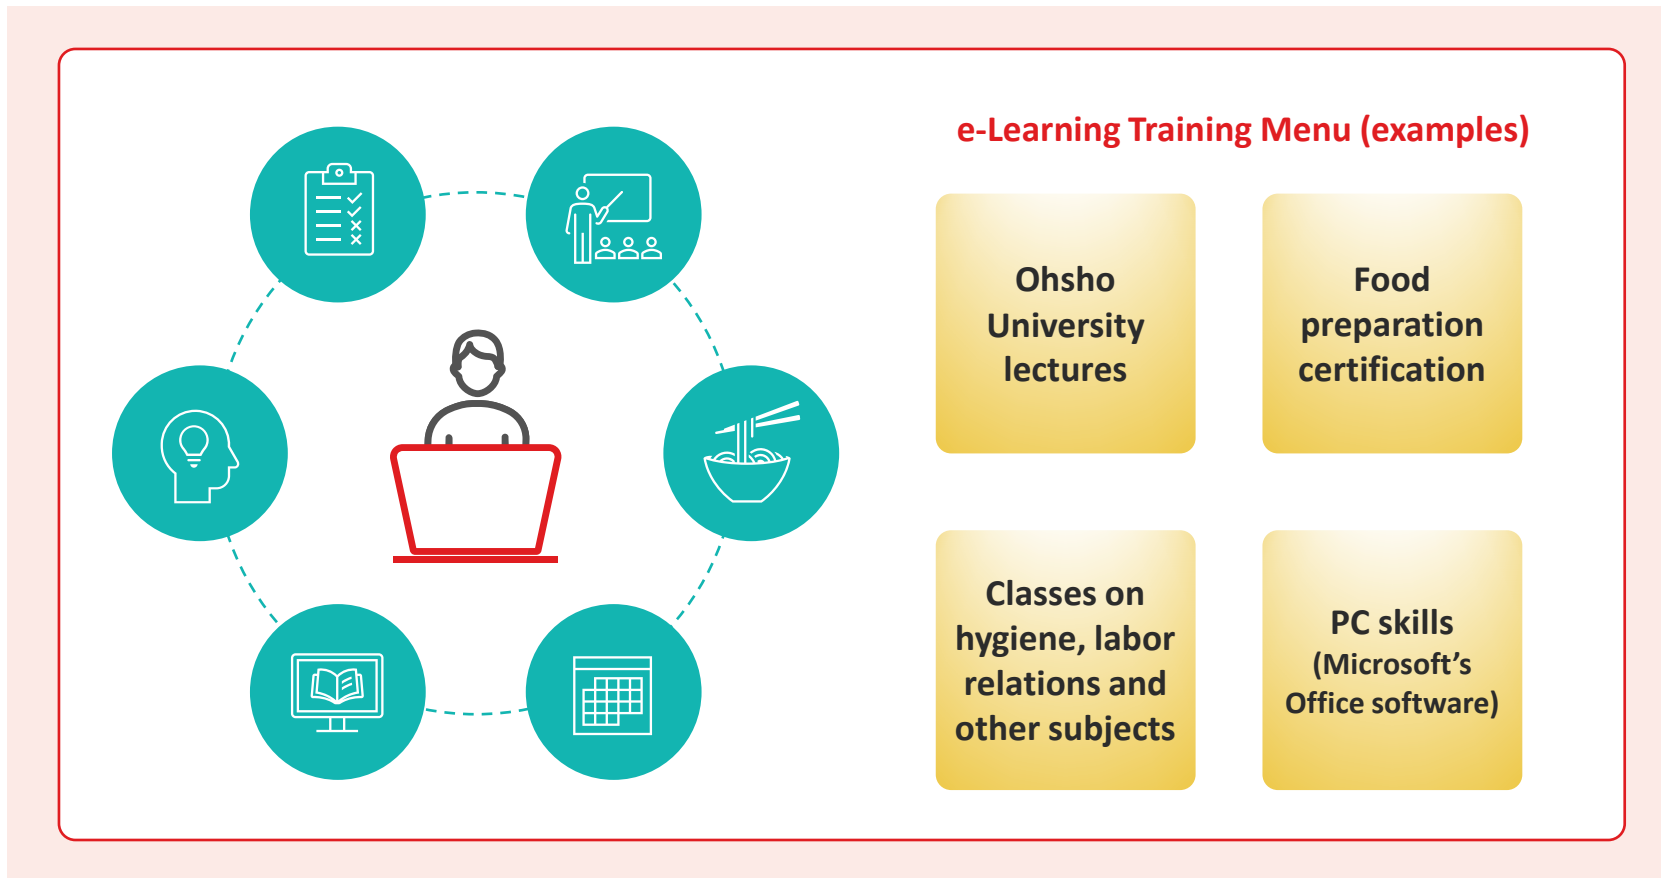 e-Learning Training Menu (examples)
Ohsho
University
lectures
Food
preparation
certification
Classes on
hygiene, labor
relations and
other subjects
PC skills
(Microsoft’s
Office software)